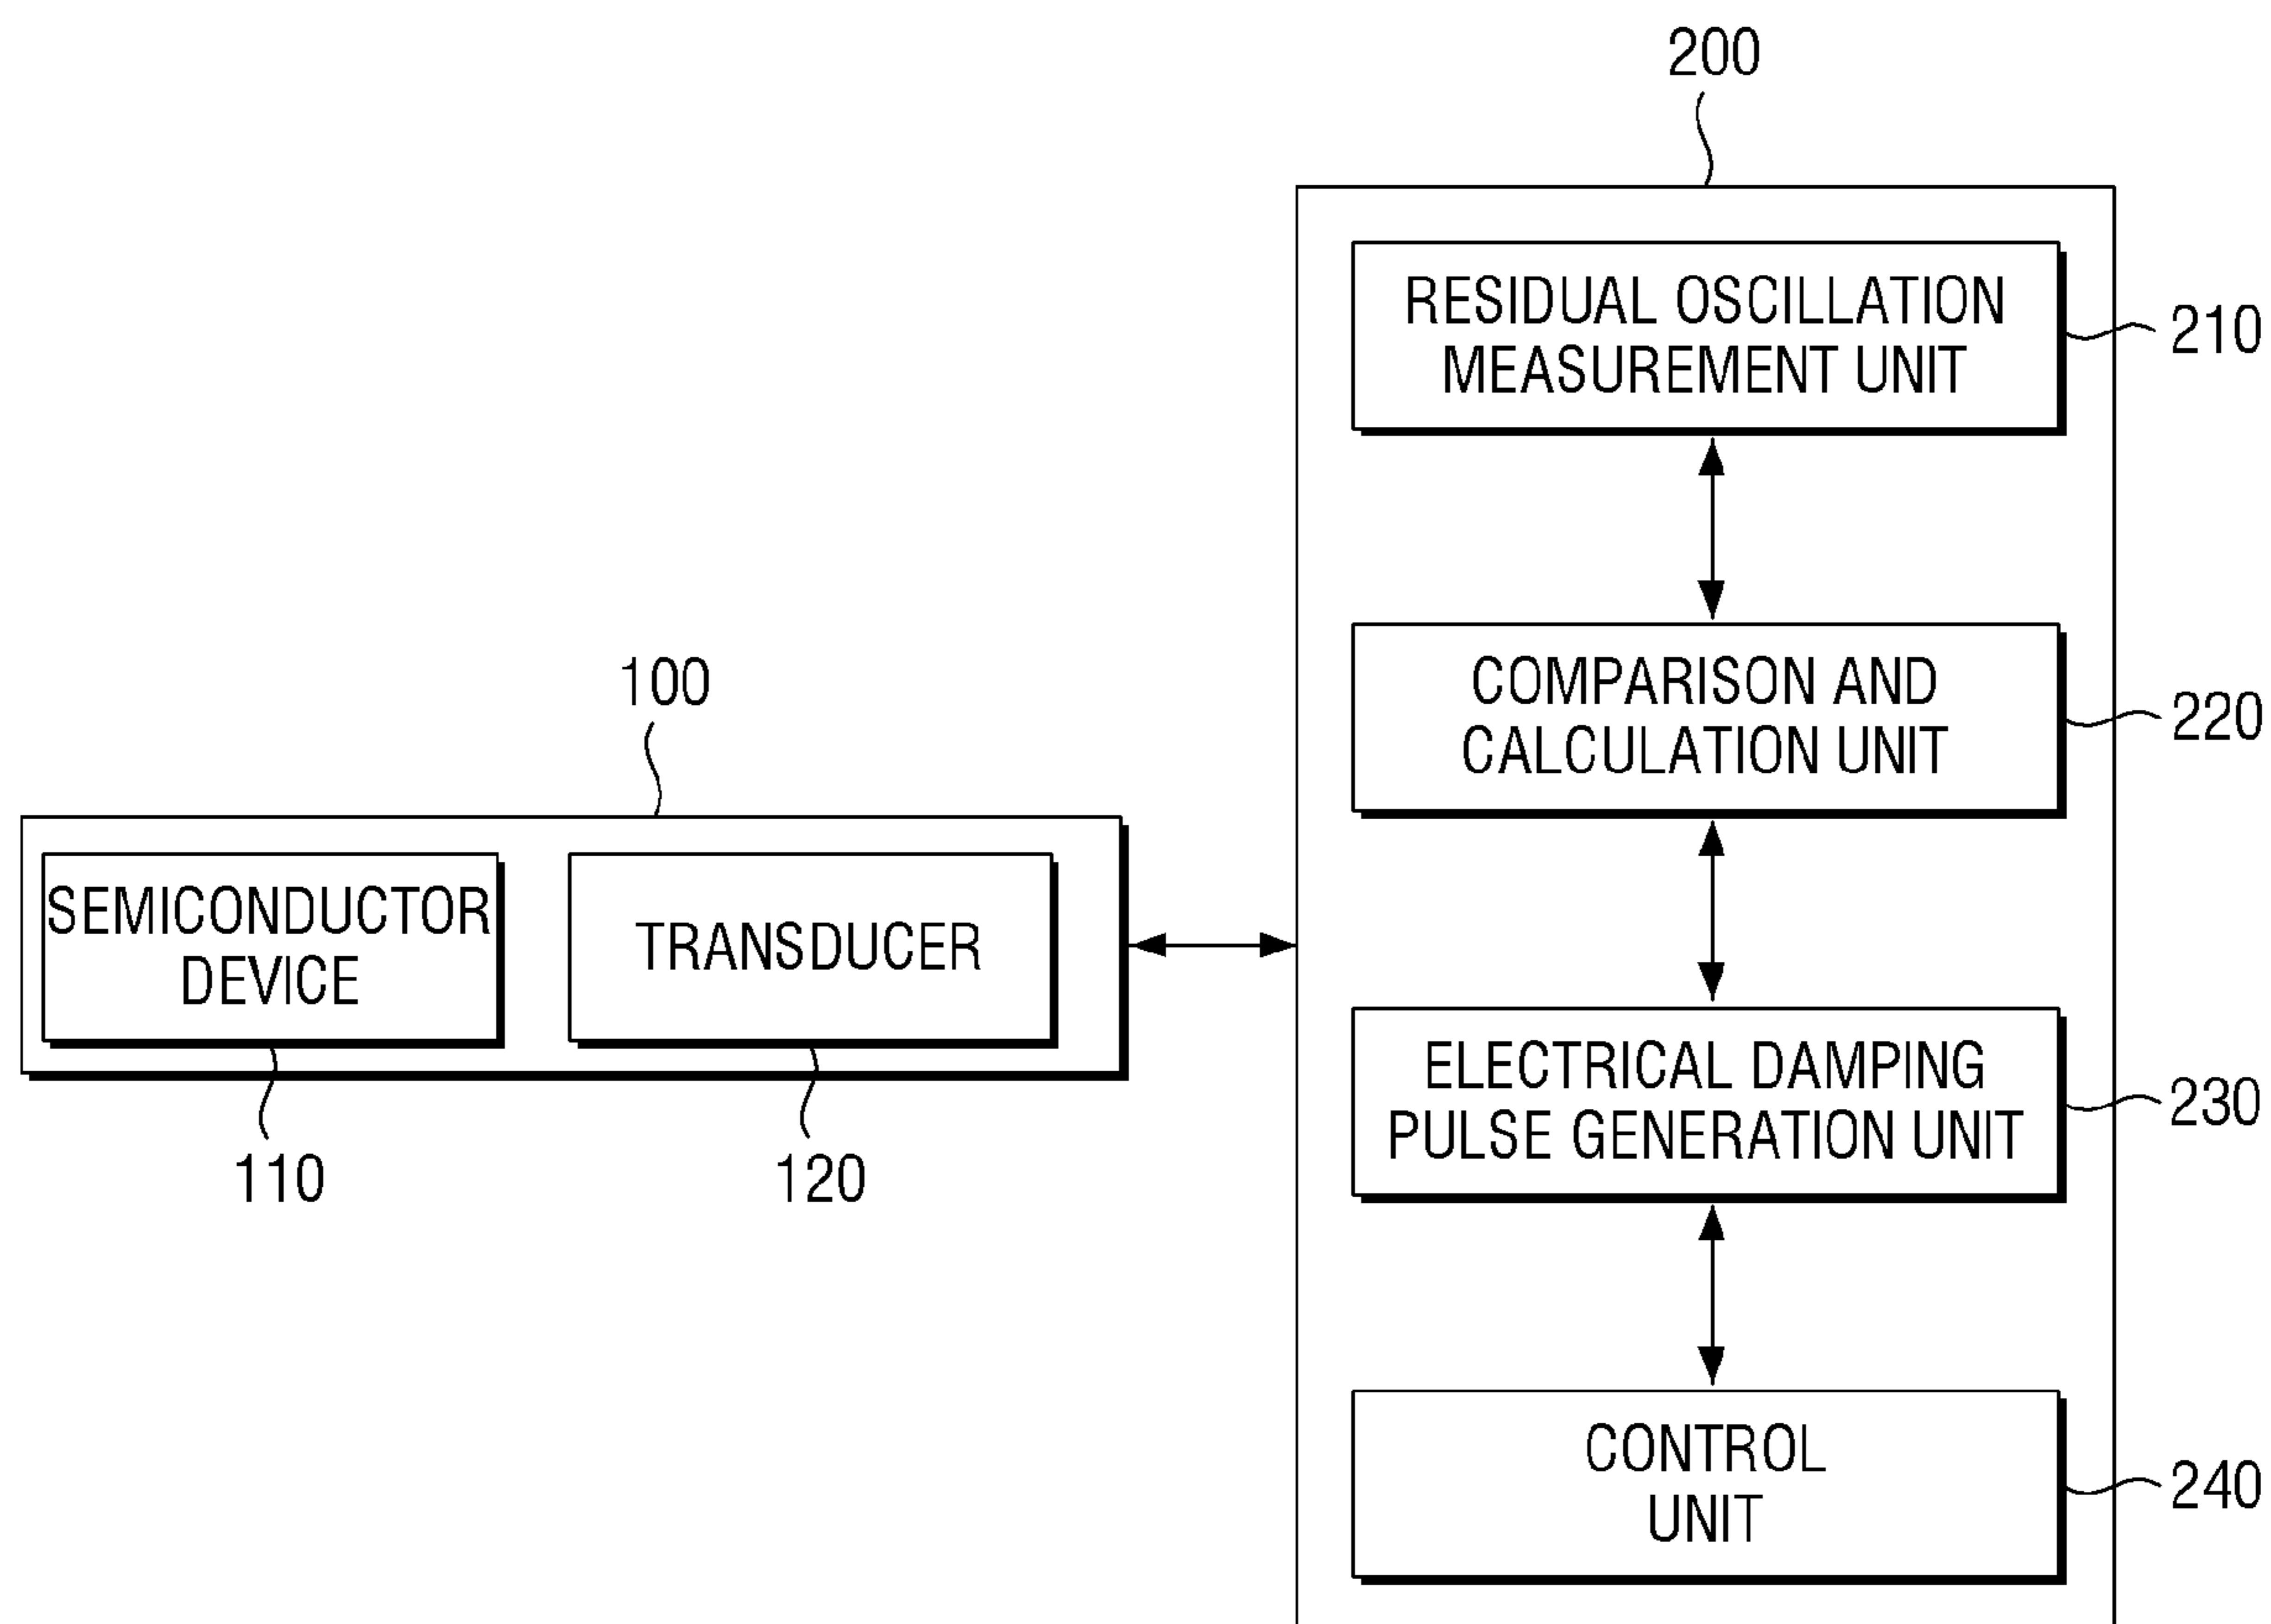 200
RESIDUAL OSCILLATION
MEASUREMENT UNIT
210
COMPARISON AND
CALCULATION UNIT
220
100
SEMICONDUCTOR
DEVICE
TRANSDUCER
110
120
ELECTRICAL DAMPING
PULSE GENERATION UNIT
230
CONTROL
UNIT
240